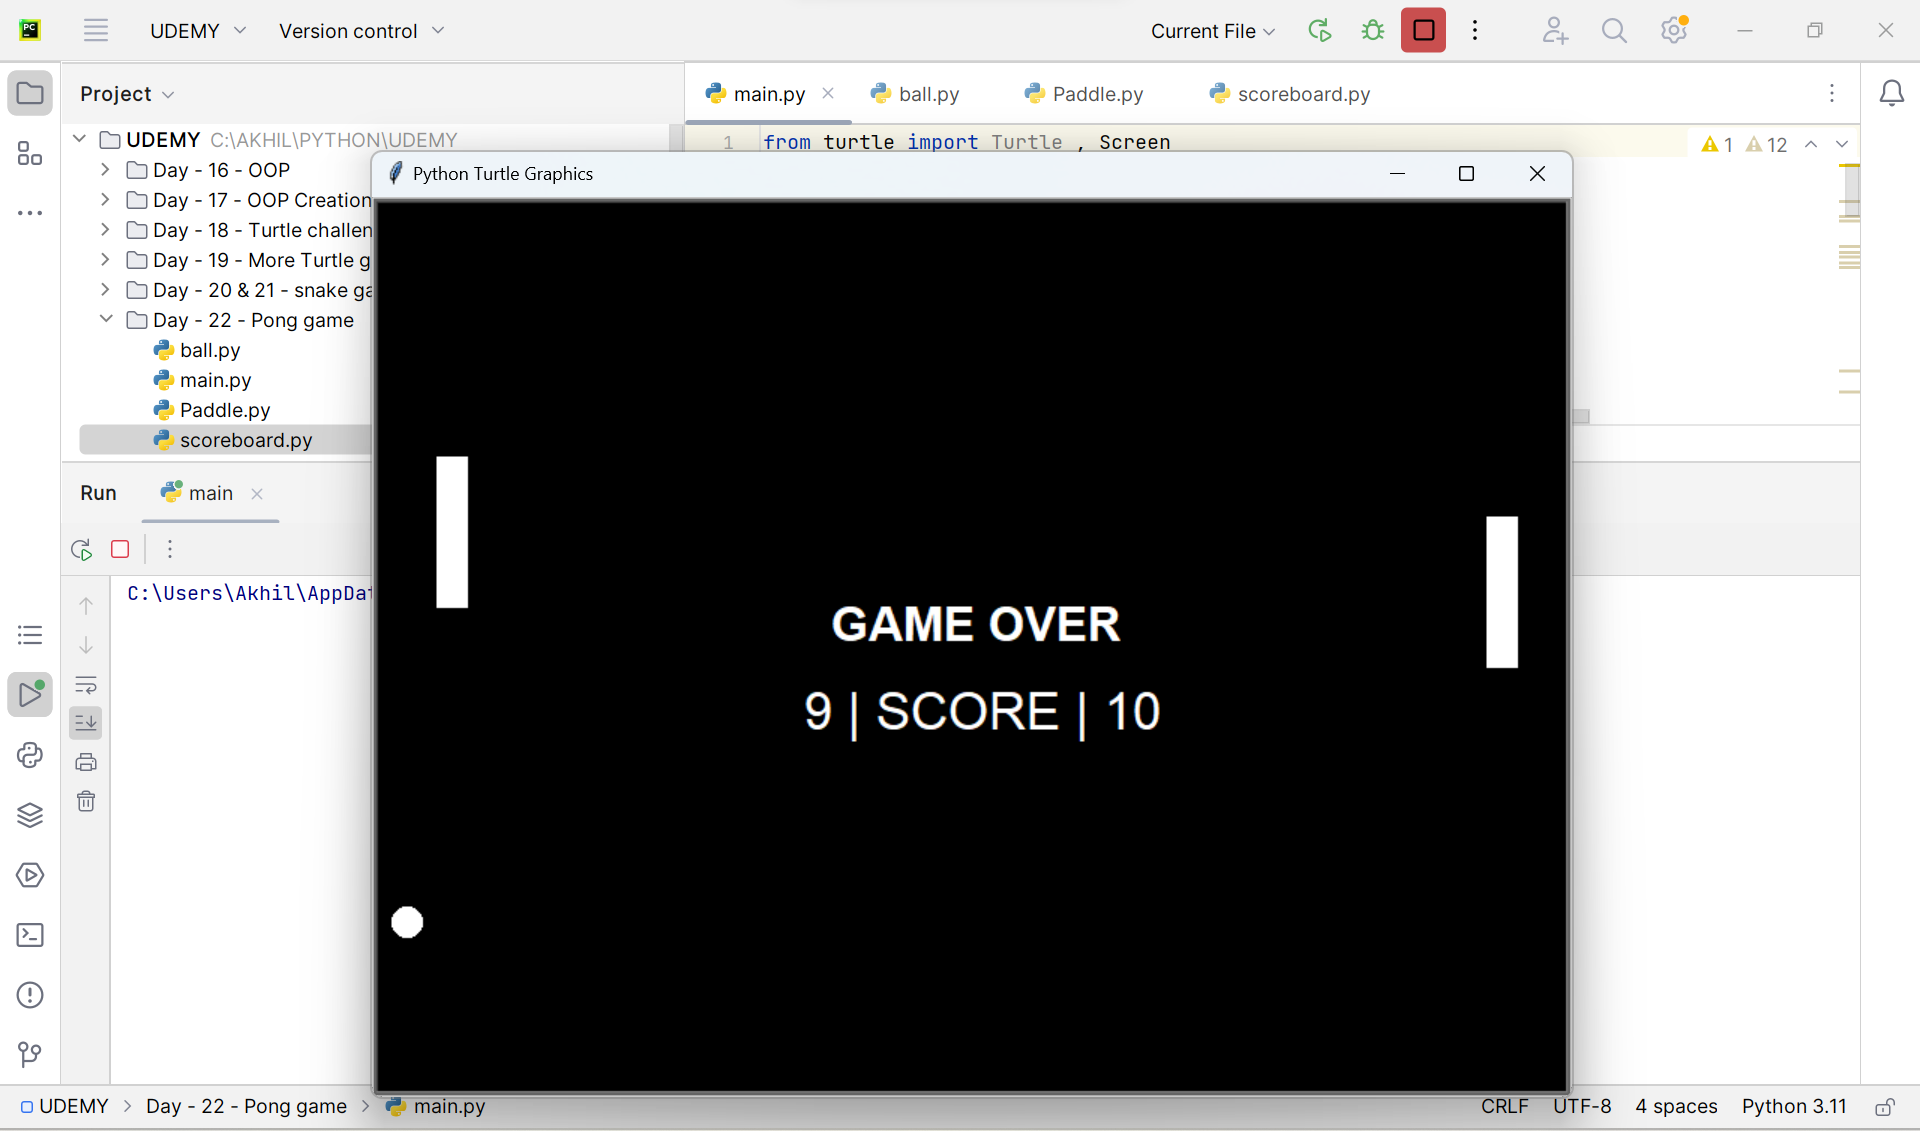 PC
UDEMY
Version control
Current File
Project
main.py
ball.py
Paddle.py
scoreboard.py
UDEMY C:\AKHIL\PYTHON\UDEMY
1 from turtle import Turtle , Screen
1 12
Day - 16 - OOP
Day - 17 - OOP Creation
Day - 18 - Turtle challen
Day - 19 - More Turtle g
Day - 20 & 21 - snake ga
Day - 22 - Pong game
ball.py
main.py
Paddle.py
scoreboard.py
Python Turtle Graphics
GAME OVER
9 | SCORE | 10
Run
main
C:\Users\Akhil\AppDat
UDEMY > Day - 22 - Pong game > main.py
CRLF UTF-8 4 spaces Python 3.11